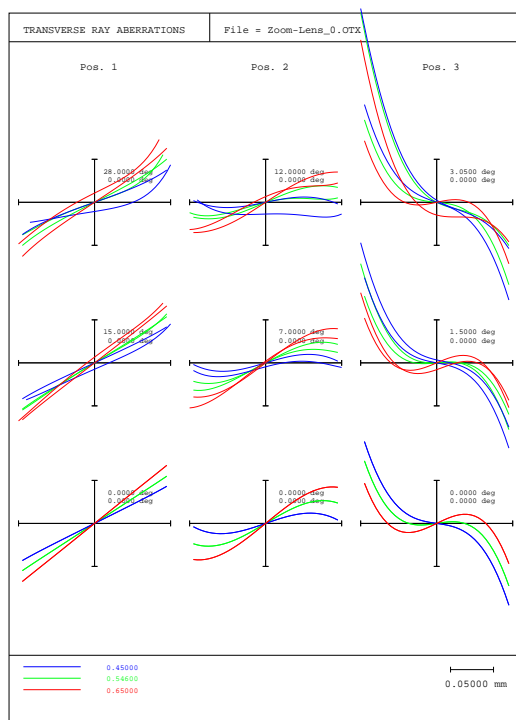 TRANSVERSE RAY ABERRATIONS File = Zoom-Lens_0.OTX
Pos. 1 Pos. 2 Pos. 3
28.0000 deg 12.0000 deg 3.0500 deg
0.0000 deg 0.0000 deg 0.0000 deg
15.0000 deg 7.0000 deg 1.5000 deg
0.0000 deg 0.0000 deg 0.0000 deg
0.0000 deg 0.0000 deg 0.0000 deg
0.0000 deg 0.0000 deg 0.0000 deg
0.45000
0.54600
0.65000
0.05000 mm